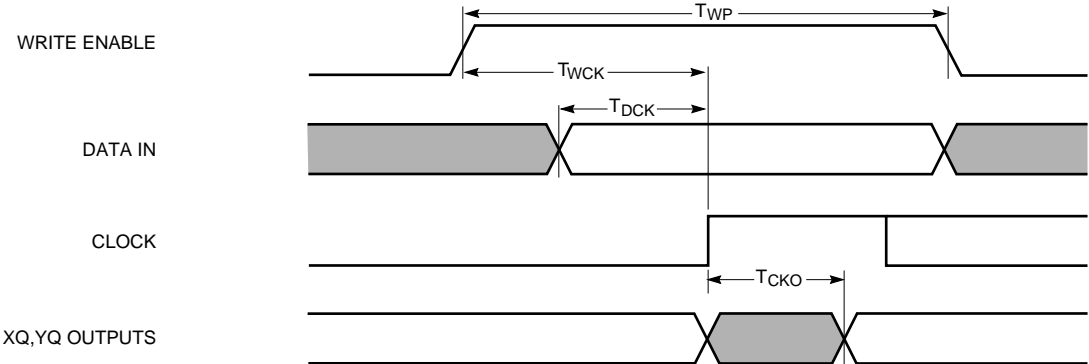 TWP
WRITE ENABLE
TWCK
TDCK
DATA IN
CLOCK
TCKO
XQ,YQ OUTPUTS